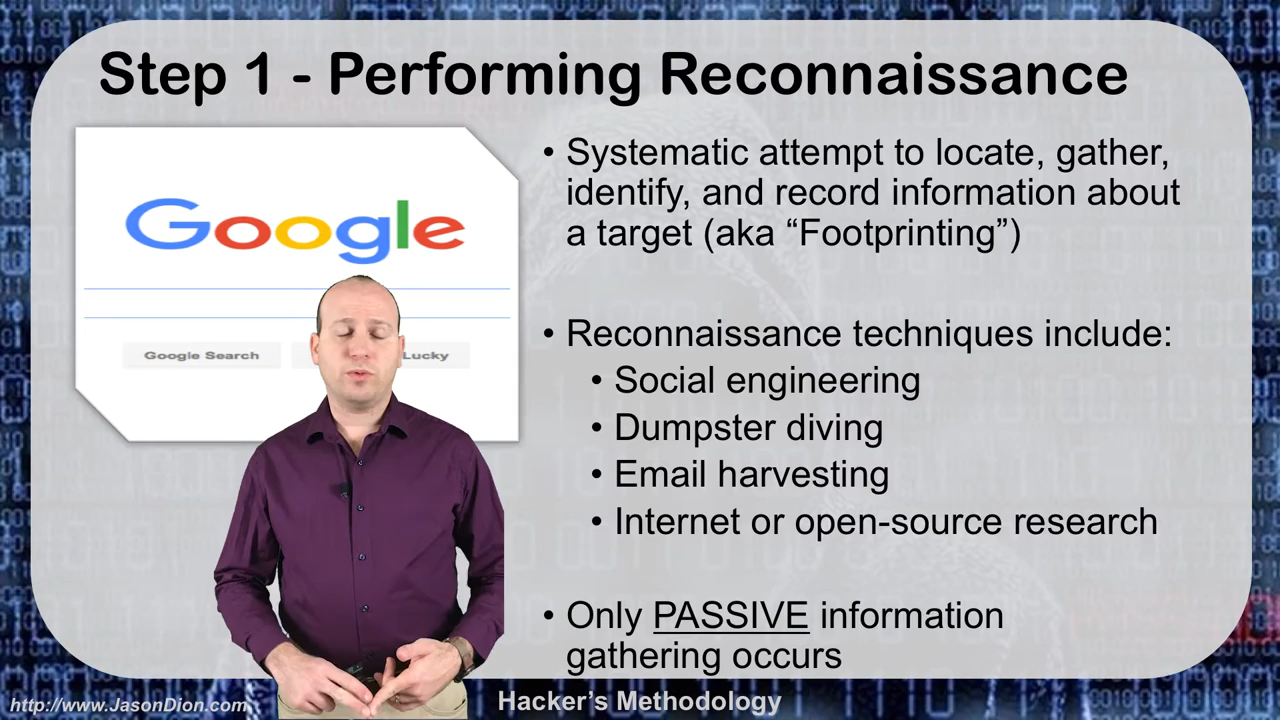 Step 1 - Performing Reconnaissance
Google
Google Search
Lucky
• Systematic attempt to locate, gather,
identify, and record information about
a target (aka “Footprinting”)
• Reconnaissance techniques include:
• Social engineering
• Dumpster diving
• Email harvesting
• Internet or open-source research
• Only PASSIVE information
gathering occurs
http://www.JasonDion.com
Hacker’s Methodology